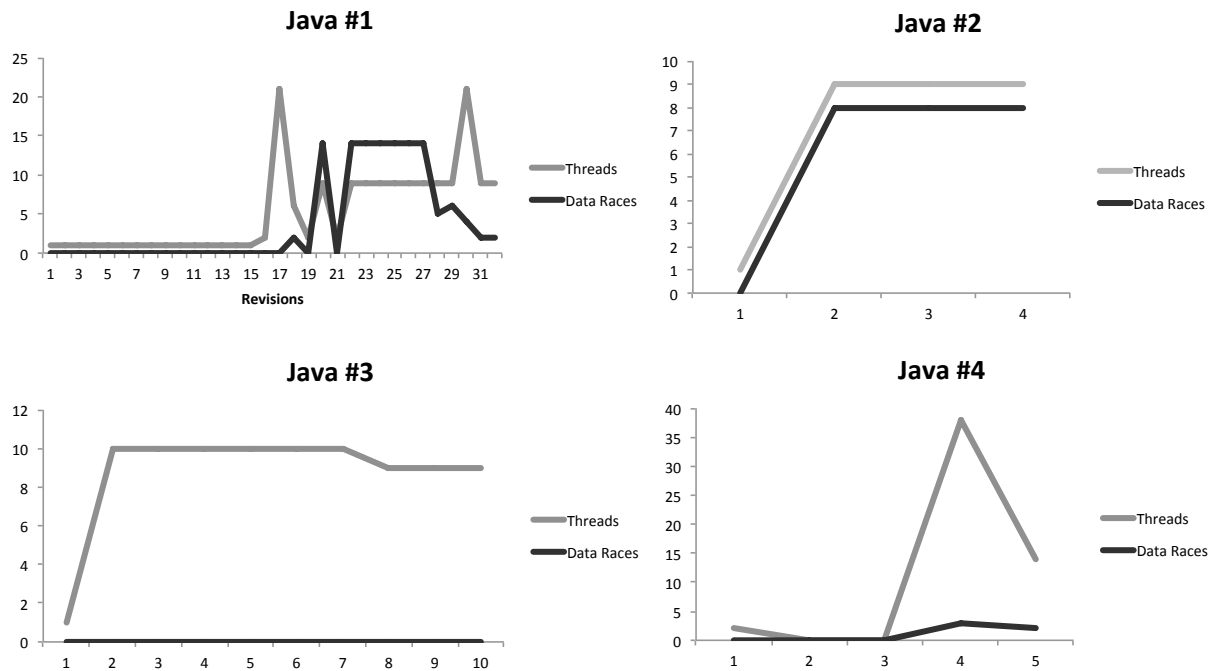 Java #1
25
20
15
10
5
0
Threads
Data Races
1 3 5 7 9 11 13 15 17 19 21 23 25 27 29 31
Revisions
Java #2
10
9
8
7
6
5
4
3
2
1
0
Threads
Data Races
1 2 3 4
Java #3
12
10
8
6
4
2
0
Threads
Data Races
1 2 3 4 5 6 7 8 9 10
Java #4
40
35
30
25
20
15
10
5
0
Threads
Data Races
1 2 3 4 5